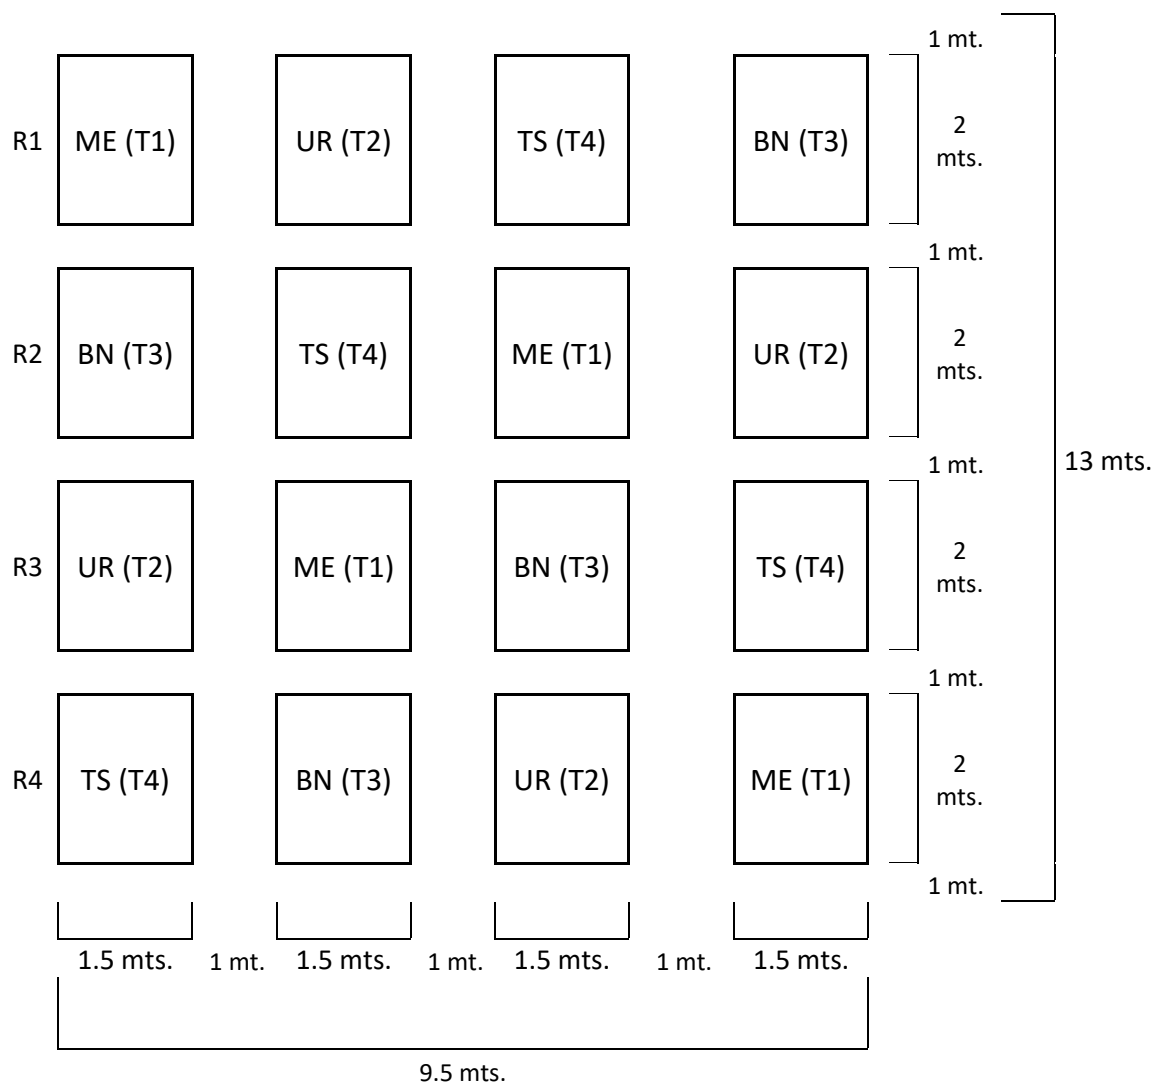 1 mt.
R1 ME (T1) UR (T2) TS (T4) BN (T3) 2
mts.
1 mt.
R2 BN (T3) TS (T4) ME (T1) UR (T2) 2
mts.
1 mt.
13 mts.
R3 UR (T2) ME (T1) BN (T3) TS (T4) 2
mts.
1 mt.
R4 TS (T4) BN (T3) UR (T2) ME (T1) 2
mts.
1 mt.
1.5 mts. 1 mt. 1.5 mts. 1 mt. 1.5 mts. 1 mt. 1.5 mts.
9.5 mts.